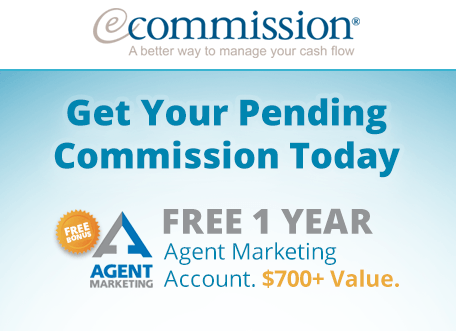 ecommission®
A better way to manage your cash flow
Get Your Pending
Commission Today
FREE
BONUS
AGENT
MARKETING
FREE 1 YEAR
Agent Marketing
Account. $700+ Value.